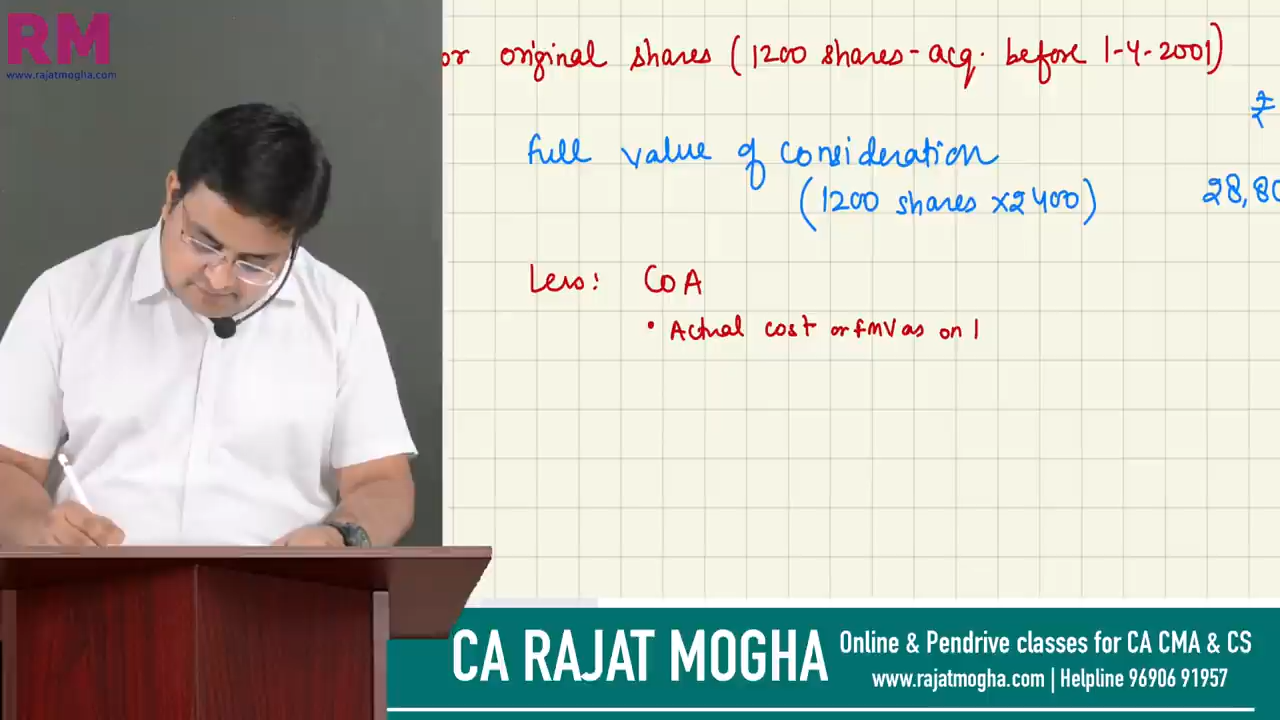 RM
www.rajatmogha.com
or original shares (1200 shares-acq. before 1-4-2001)
₹
Full value of consideration
(1200 shares x2400)
28,80
Less: COA
• Actual cost or FMV as on 1
CA RAJAT MOGHA
Online & Pendrive classes for CA CMA & CS
www.rajatmogha.com | Helpline 96906 91957